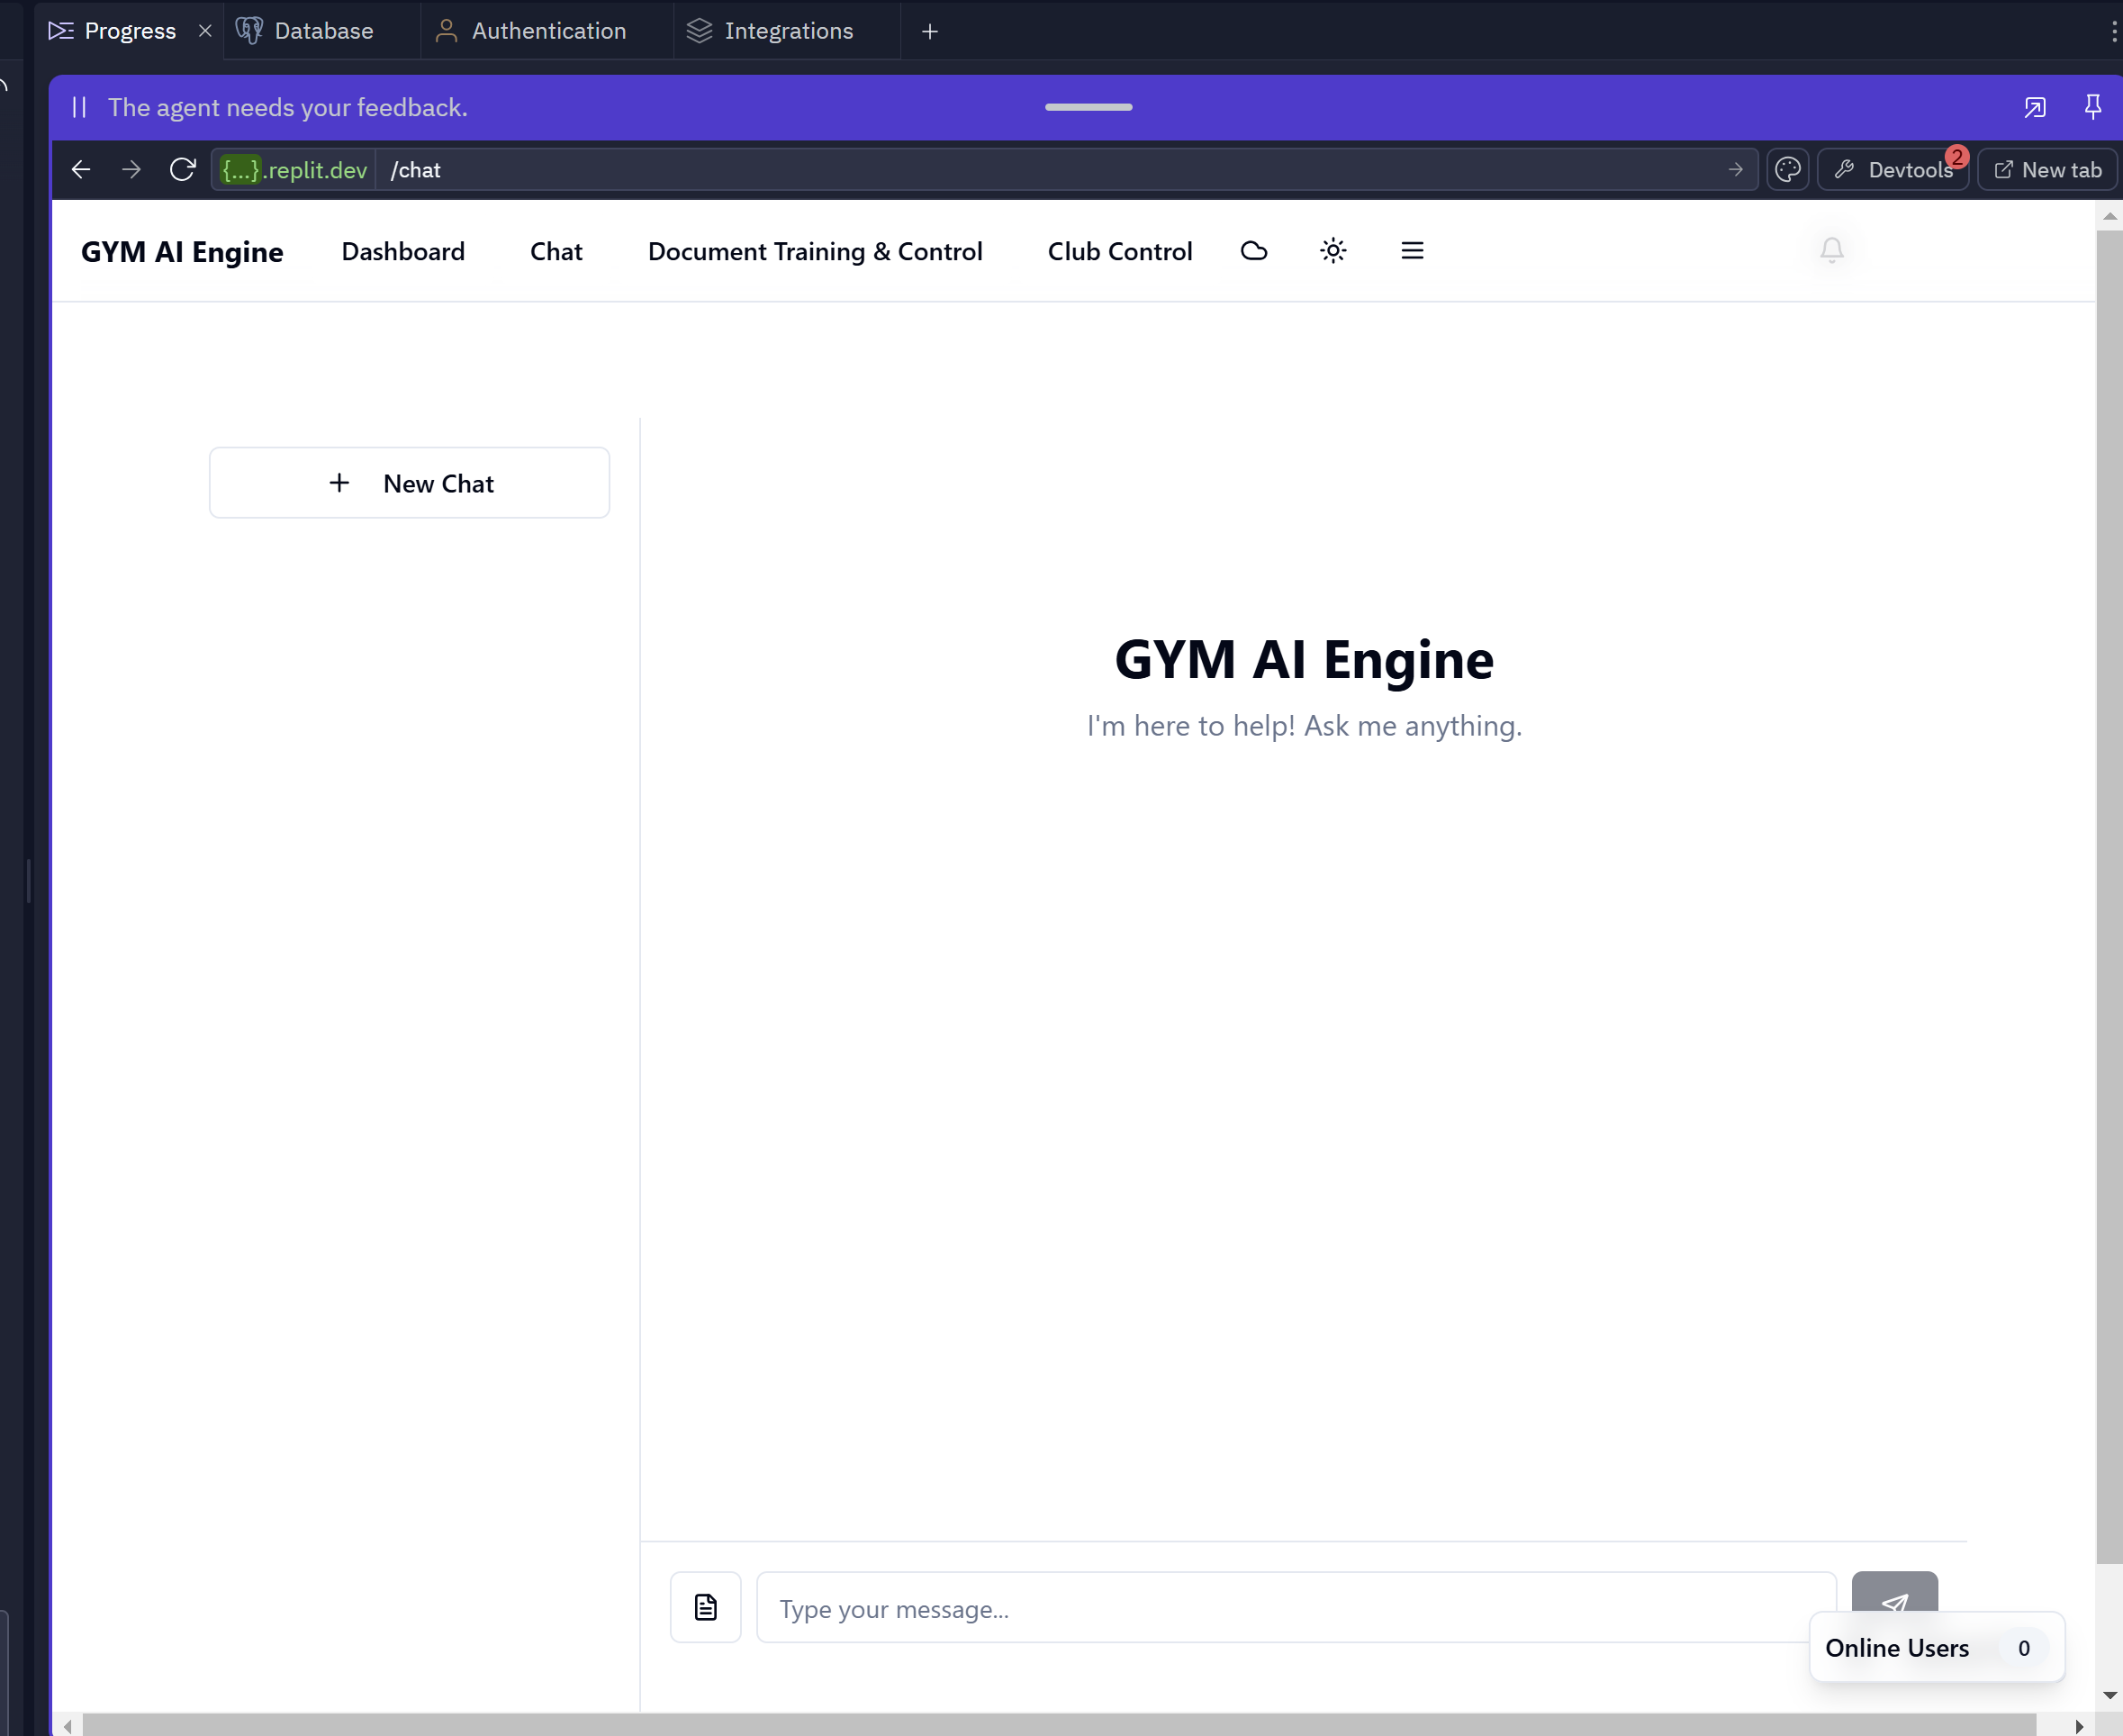 Progress Database Authentication Integrations
The agent needs your feedback.
{...}.replit.dev /chat Devtools 2 New tab
GYM AI Engine Dashboard Chat Document Training & Control Club Control
New Chat
GYM AI Engine
I'm here to help! Ask me anything.
Type your message...
Online Users 0